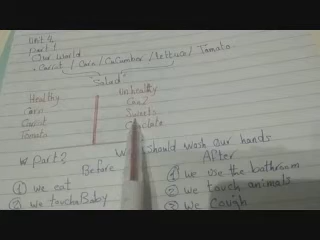 unit 4
part 1
Our world
Carrot / Corn / Cucumber / Lettuce / Tomato.
Salad
Healthy unhealthy
Corn
Carrot Sweets
Tomato Chocolate
part 2 should wash our hands
Before After
① we eat ① we use the bathroom
② we touch a Baby ② we touch animals
③ we Cough